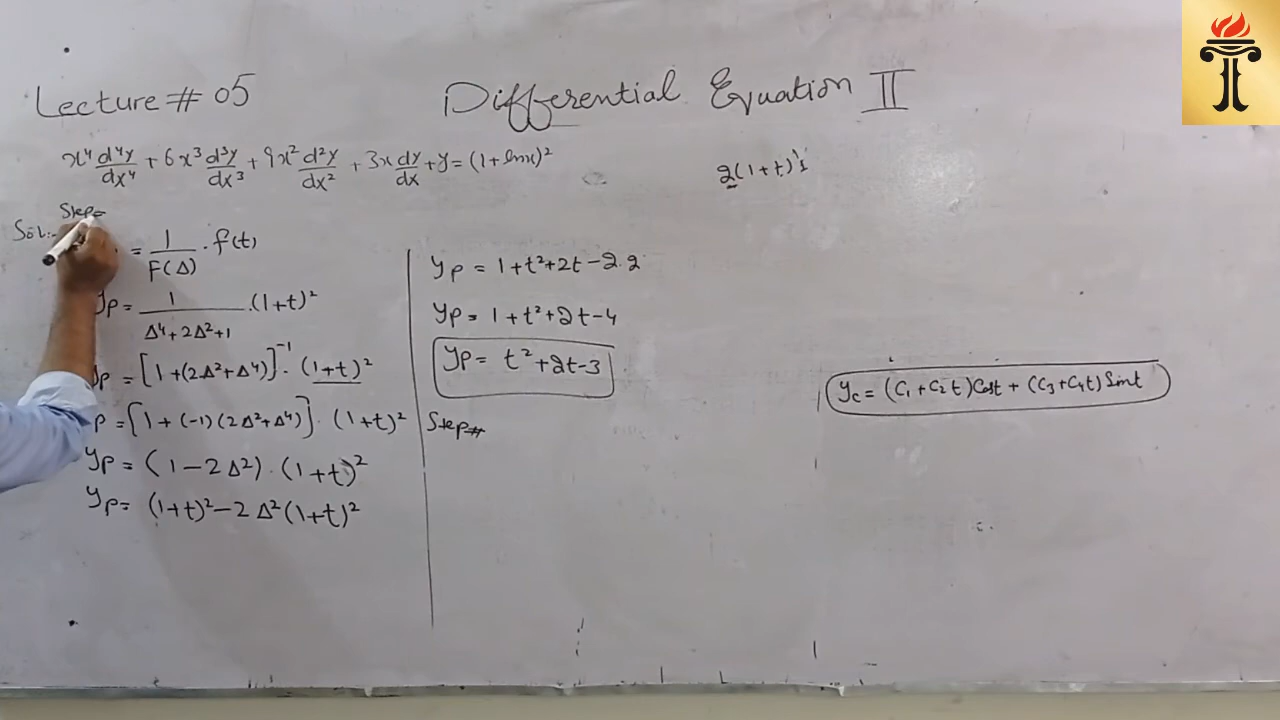 Lecture # 05
Differential Equation II
x⁴ d⁴y/dx⁴ + 6x³ d³y/dx³ + 9x² d²y/dx² + 3x dy/dx + y = (1 + lnx)²
2(1+t)'·1
Step
Sol:-
= 1/F(Δ) · f(t)
yp = 1/(Δ⁴+2Δ²+1) · (1+t)²
yp = [1+(2Δ²+Δ⁴)]⁻¹ · (1+t)²
p = [1 + (-1)(2Δ²+Δ⁴)] · (1+t)²
yp = (1 - 2Δ²) · (1+t)²
yp = (1+t)² - 2Δ²(1+t)²
yp = 1+t²+2t-2.2
yp = 1+t²+2t-4
yp = t²+2t-3
Step#
yc = (C₁+C₂t)Cost + (C₃+C₄t)Sint